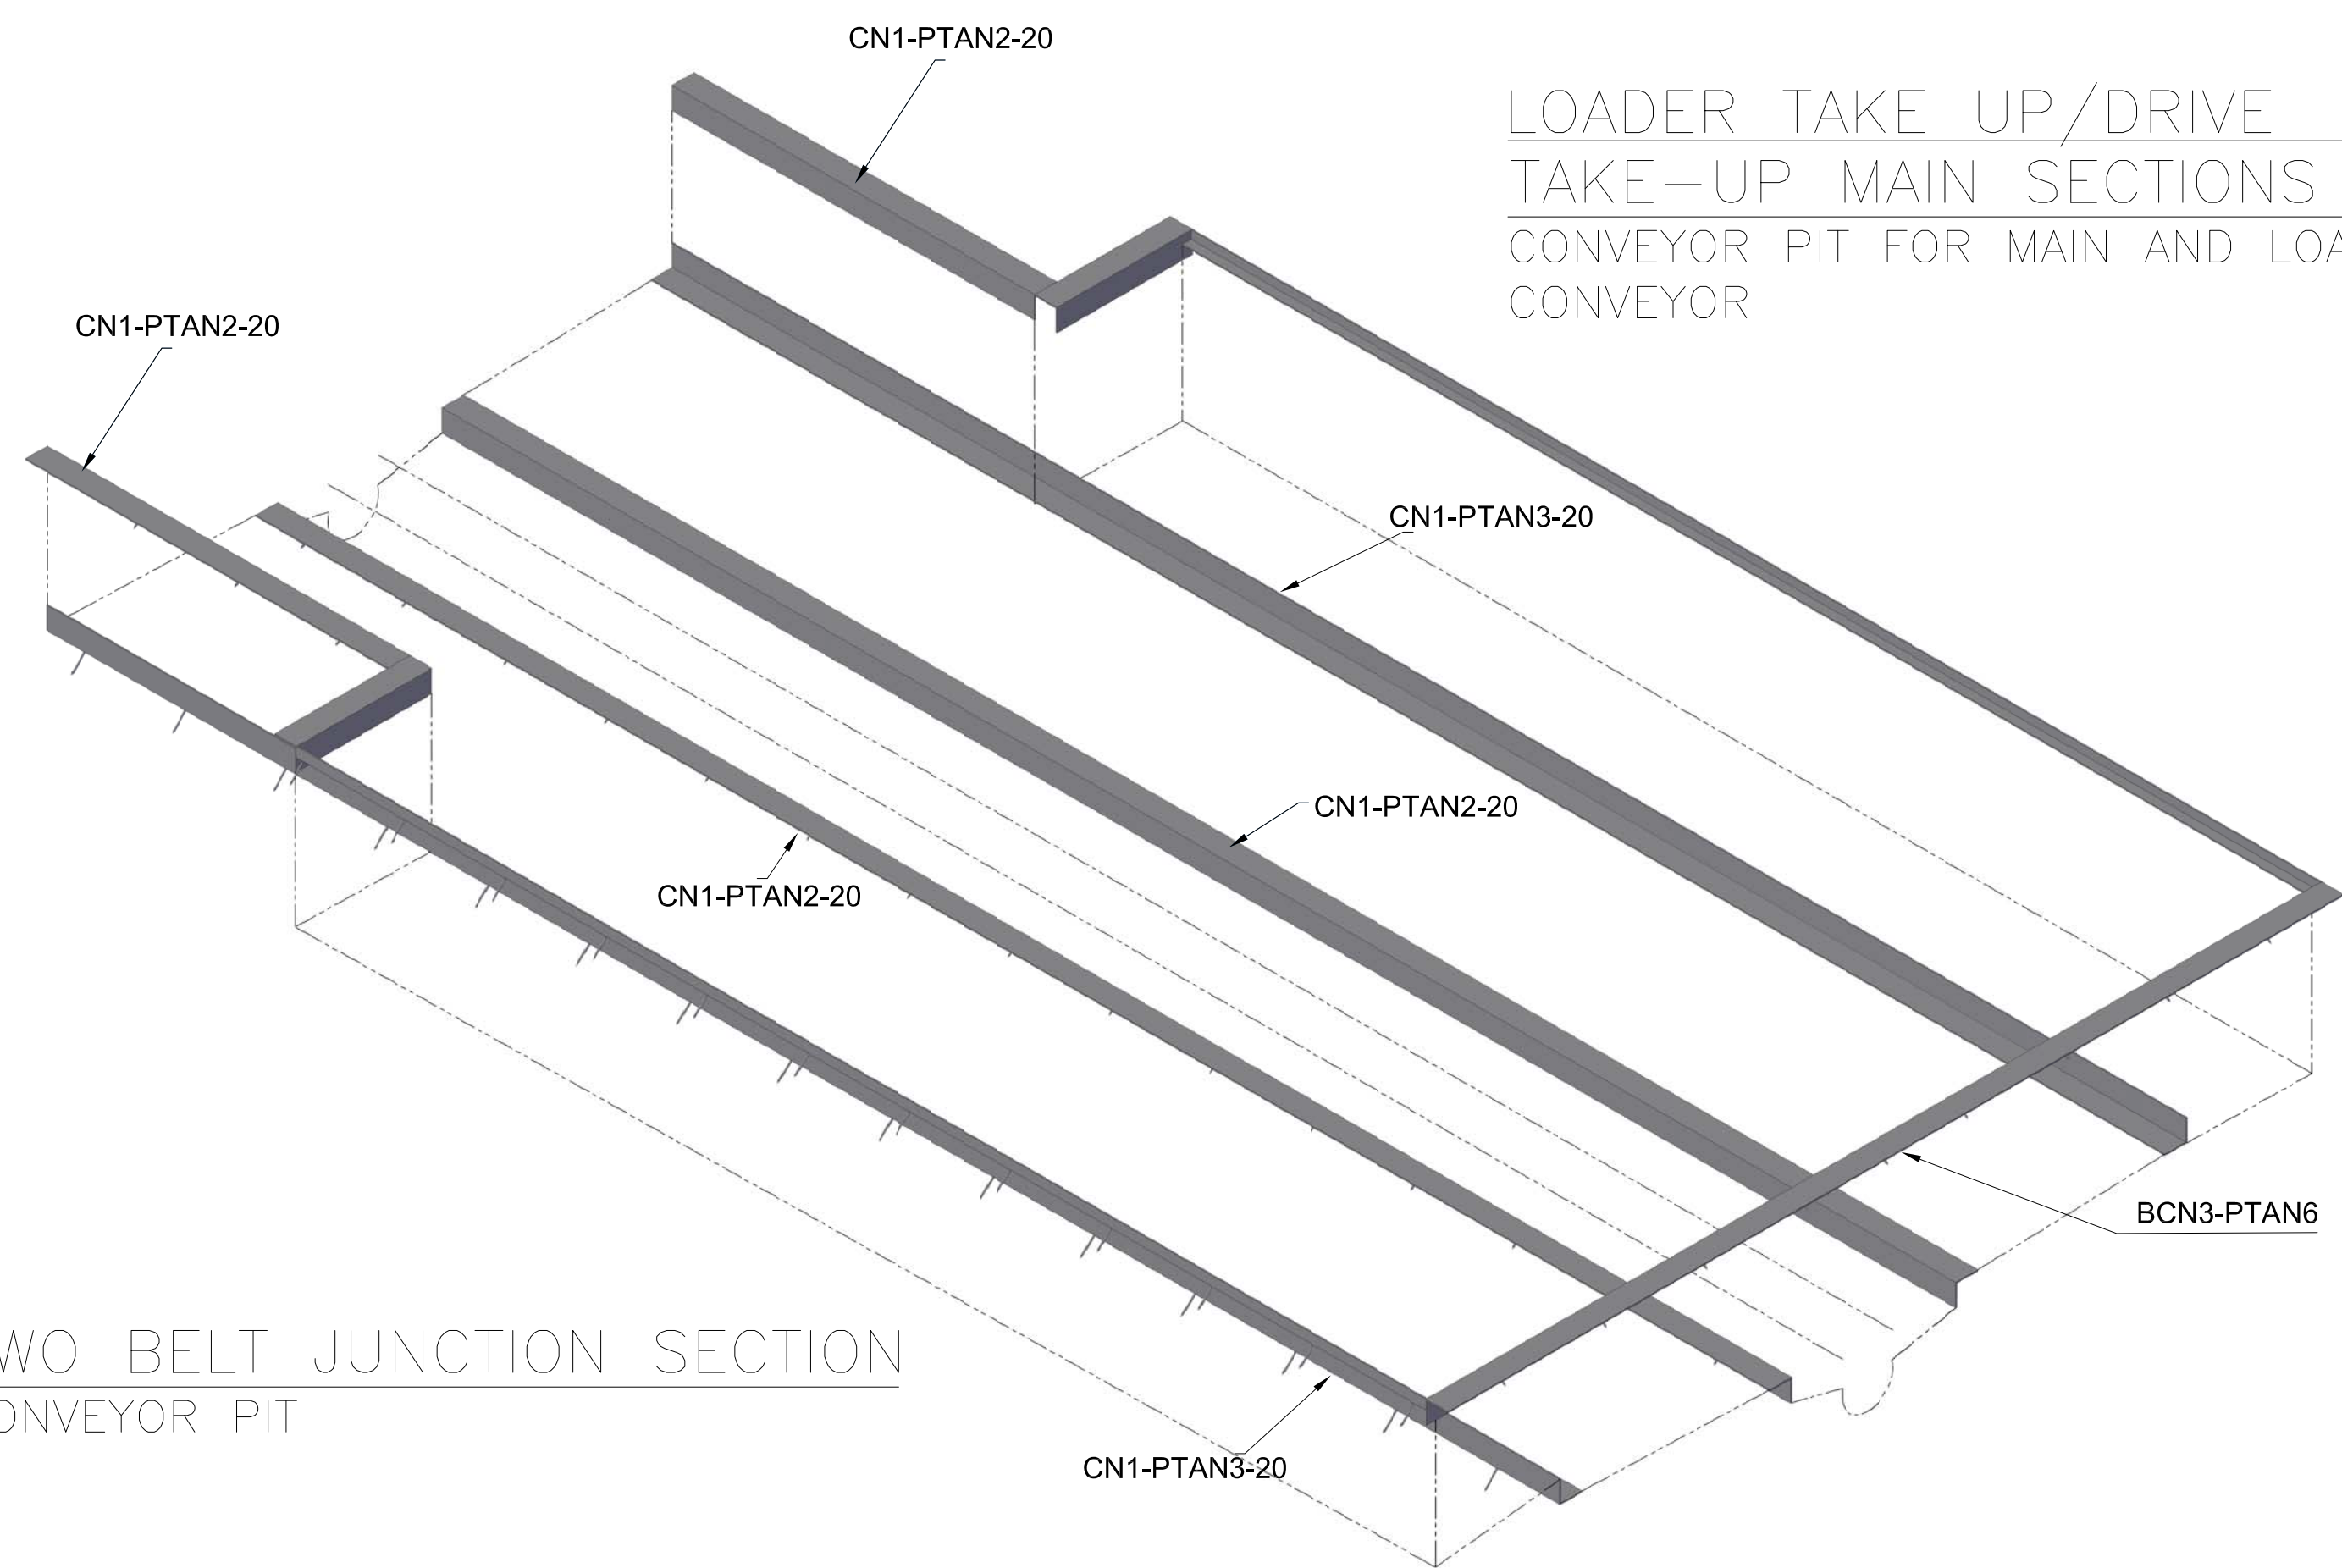 CN1-PTAN2-20
LOADER TAKE UP/DRIVE
TAKE-UP MAIN SECTIONS
CONVEYOR PIT FOR MAIN AND LOA
CONVEYOR
CN1-PTAN2-20
CN1-PTAN3-20
CN1-PTAN2-20
CN1-PTAN2-20
BCN3-PTAN6
WO BELT JUNCTION SECTION
ONVEYOR PIT
CN1-PTAN3-20